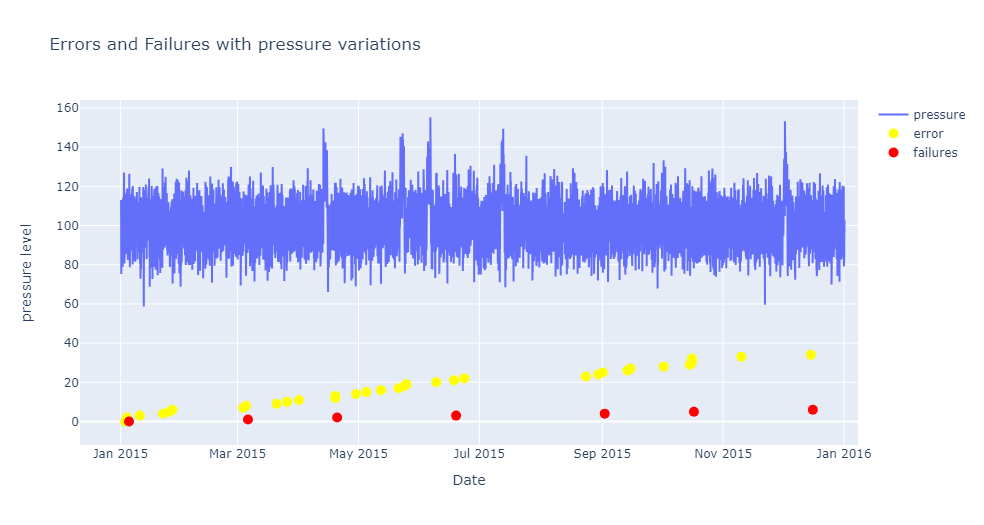 Errors and Failures with pressure variations
pressure
error
failures
160
140
120
100
80
60
40
20
0
pressure level
Jan 2015
Mar 2015
May 2015
Jul 2015
Sep 2015
Nov 2015
Jan 2016
Date